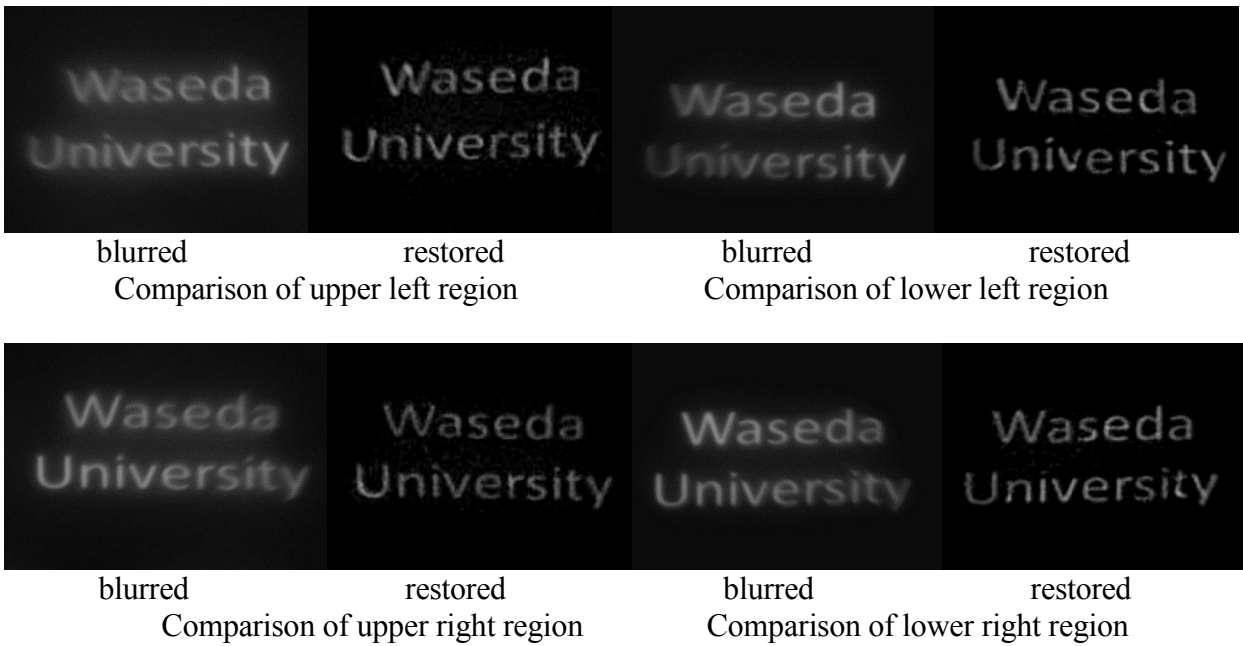 Waseda Waseda Waseda Waseda
University University University University
blurred restored blurred restored
Comparison of upper left region Comparison of lower left region
Waseda Waseda Waseda Waseda
University University University University
blurred restored blurred restored
Comparison of upper right region Comparison of lower right region